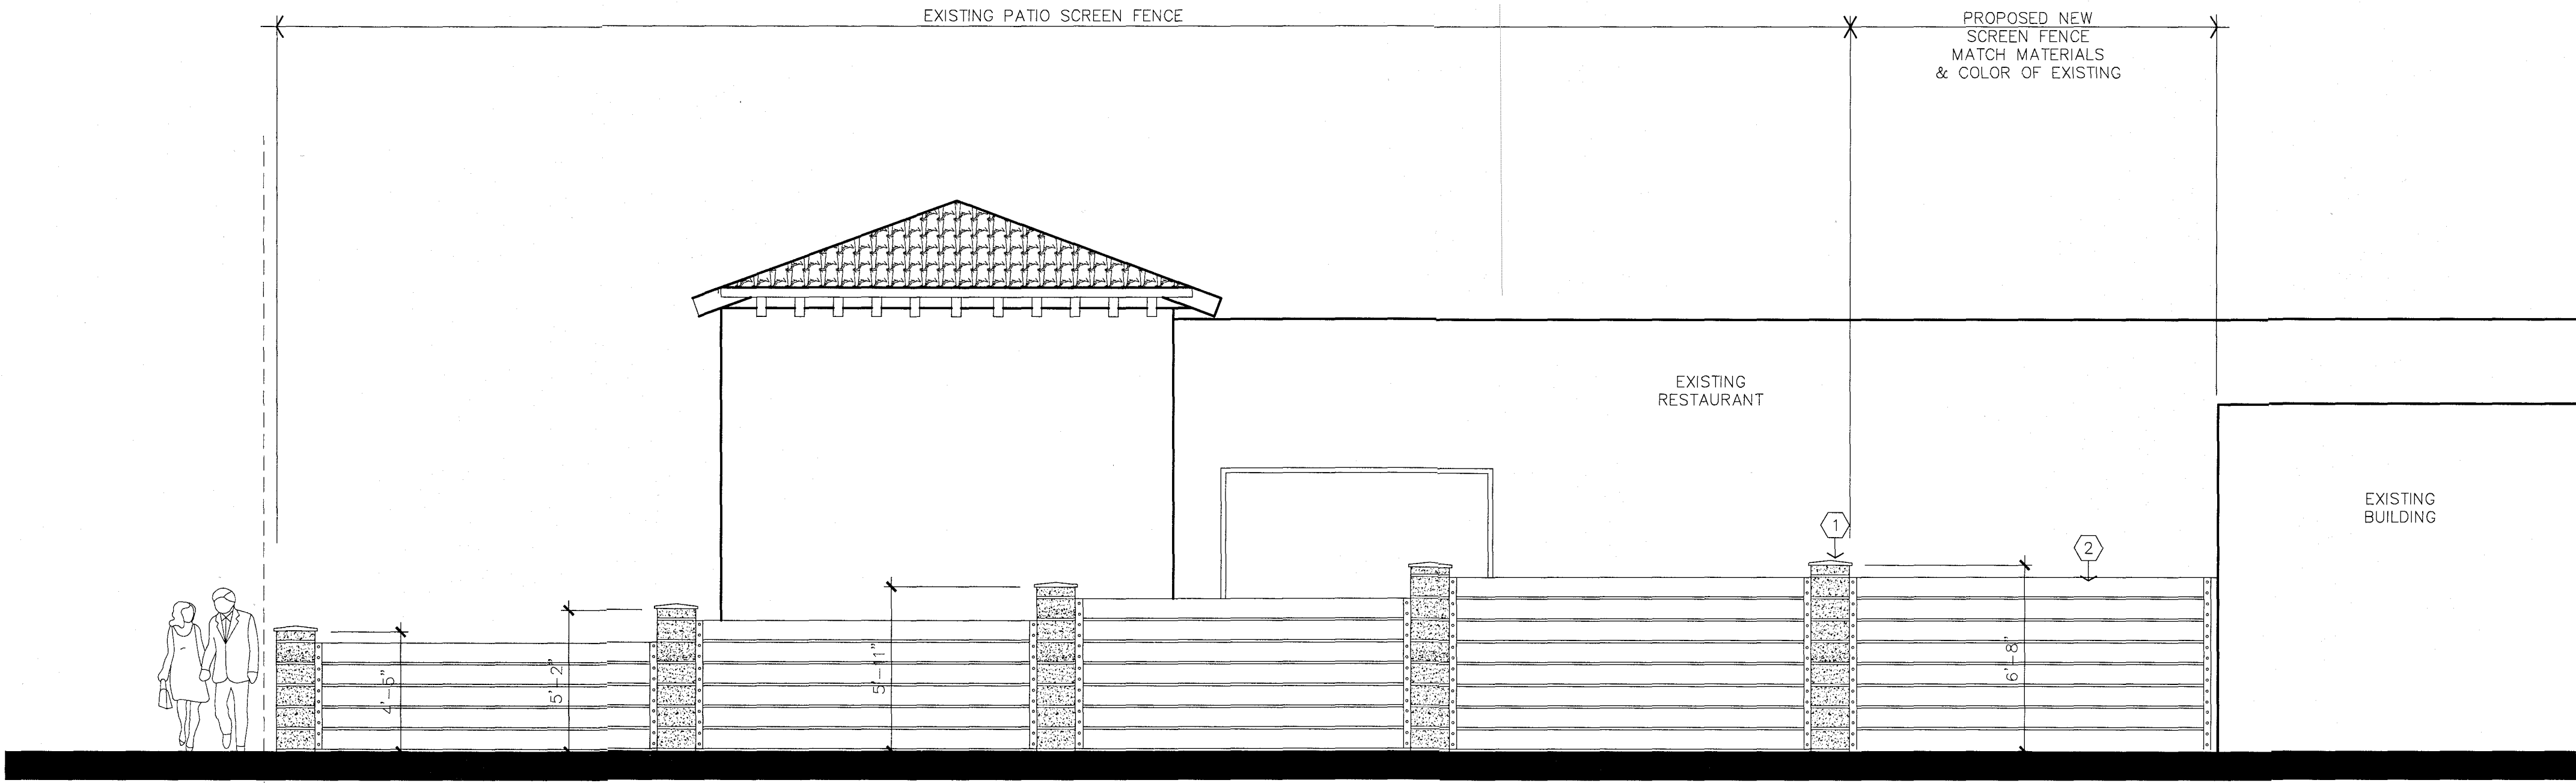 EXISTING PATIO SCREEN FENCE
PROPOSED NEW
SCREEN FENCE
MATCH MATERIALS
& COLOR OF EXISTING
EXISTING
RESTAURANT
EXISTING
BUILDING
1
2
4'-5"
5'-2"
5'-11"
6'-8"